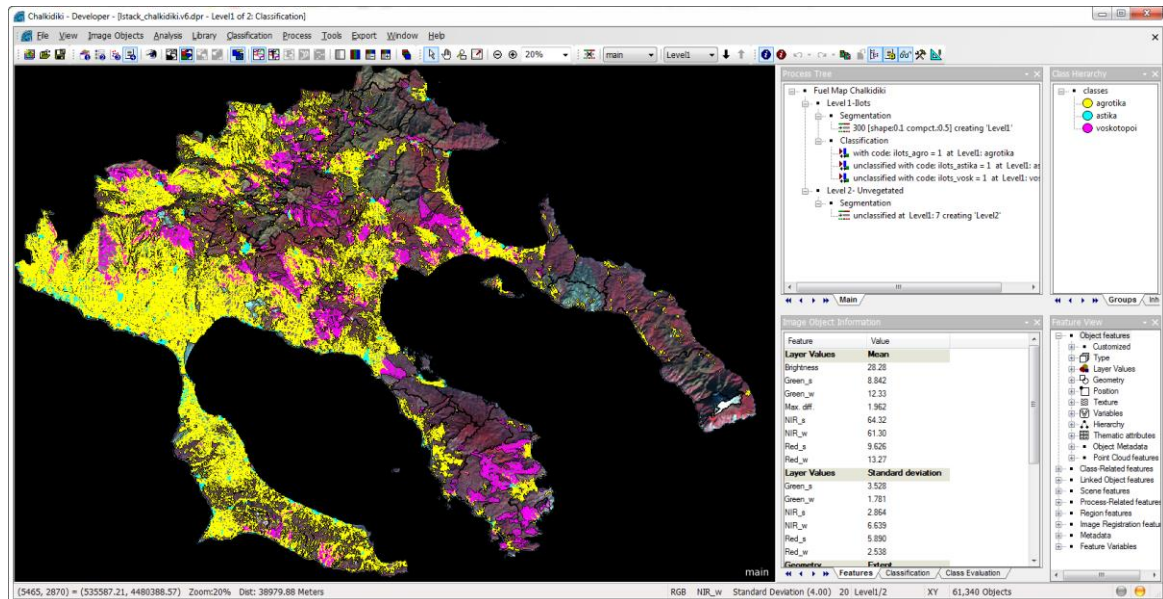 Chalkidiki - Developer - [lstack_chalkidiki.v6.dpr - Level1 of 2: Classification]
File View Image Objects Analysis Library Classification Process Tools Export Window Help
20% main Level1
Process Tree
Fuel Map Chalkidiki
Level 1-Ilots
Segmentation
300 [shape:0.1 compct.:0.5] creating 'Level1'
Classification
with code: ilots_agro = 1 at Level1: agrotika
unclassified with code: ilots_astika = 1 at Level1: as
unclassified with code: ilots_vosk = 1 at Level1: vos
Level 2- Unvegetated
Segmentation
unclassified at Level1: 7 creating 'Level2'
Main
Class Hierarchy
classes
agrotika
astika
voskotopoi
Groups Inh
Image Object Information
Feature Value
Layer Values Mean
Brightness 28.28
Green_s 8.842
Green_w 12.33
Max. diff. 1.962
NIR_s 64.32
NIR_w 61.30
Red_s 9.626
Red_w 13.27
Layer Values Standard deviation
Green_s 3.528
Green_w 1.781
NIR_s 2.864
NIR_w 6.639
Red_s 5.890
Red_w 2.538
Geometry Extent
Features Classification Class Evaluation
Feature View
Object features
Customized
Type
Layer Values
Geometry
Position
Texture
Variables
Hierarchy
Thematic attributes
Object Metadata
Point Cloud features
Class-Related features
Linked Object features
Scene features
Process-Related features
Region features
Image Registration featu
Metadata
Feature Variables
main
(5465, 2870) = (535587.21, 4480388.57) Zoom:20% Dist: 38979.88 Meters
RGB NIR_w Standard Deviation (4.00) 20 Level1/2 XY 61,340 Objects